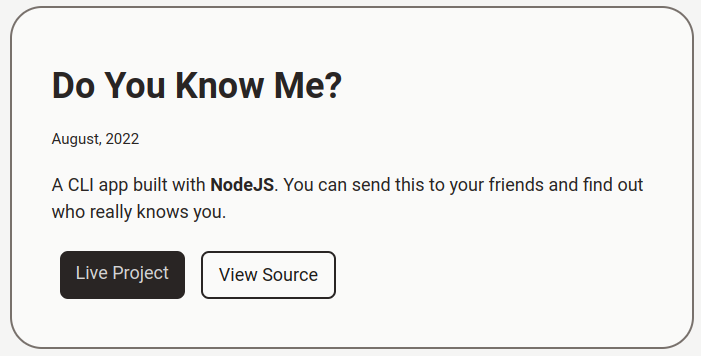 Do You Know Me?
August, 2022
A CLI app built with NodeJS. You can send this to your friends and find out
who really knows you.
Live Project
View Source